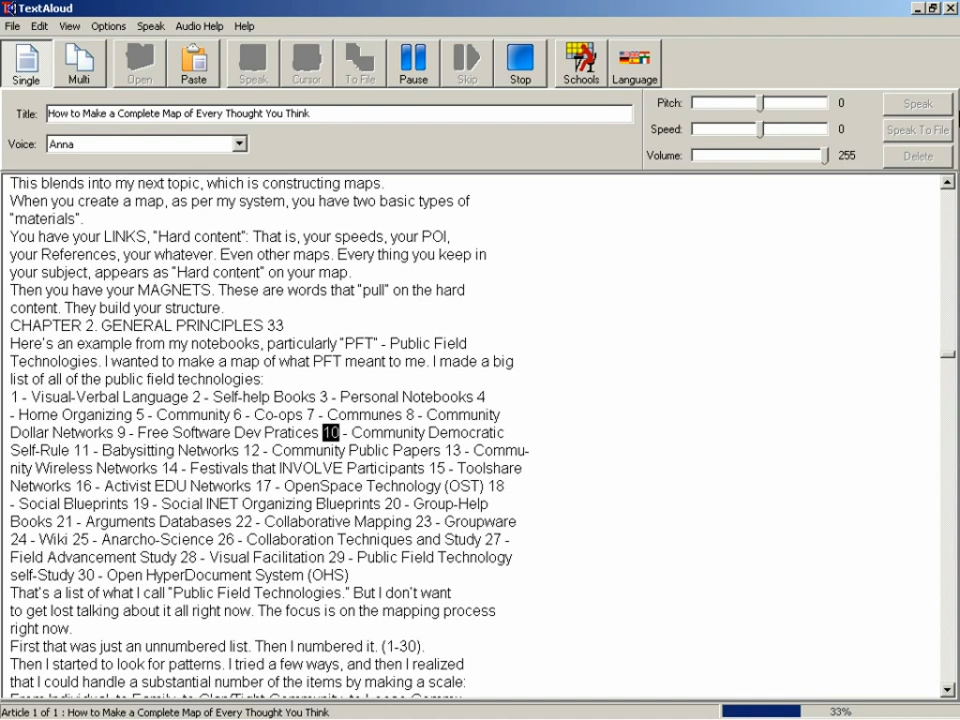 TextAloud
File Edit View Options Speak Audio Help Help
Single Multi Open Paste Speak Cursor To File Pause Skip Stop Schools Language
Title: How to Make a Complete Map of Every Thought You Think
Voice: Anna
Pitch: 0 Speak
Speed: 0 Speak To File
Volume: 255 Delete
This blends into my next topic, which is constructing maps.
When you create a map, as per my system, you have two basic types of
"materials".
You have your LINKS, "Hard content": That is, your speeds, your POI,
your References, your whatever. Even other maps. Every thing you keep in
your subject, appears as "Hard content" on your map.
Then you have your MAGNETS. These are words that "pull" on the hard
content. They build your structure.
CHAPTER 2. GENERAL PRINCIPLES 33
Here's an example from my notebooks, particularly "PFT" - Public Field
Technologies. I wanted to make a map of what PFT meant to me. I made a big
list of all of the public field technologies:
1 - Visual-Verbal Language 2 - Self-help Books 3 - Personal Notebooks 4
- Home Organizing 5 - Community 6 - Co-ops 7 - Communes 8 - Community
Dollar Networks 9 - Free Software Dev Pratices 10 - Community Democratic
Self-Rule 11 - Babysitting Networks 12 - Community Public Papers 13 - Commu-
nity Wireless Networks 14 - Festivals that INVOLVE Participants 15 - Toolshare
Networks 16 - Activist EDU Networks 17 - OpenSpace Technology (OST) 18
- Social Blueprints 19 - Social INET Organizing Blueprints 20 - Group-Help
Books 21 - Arguments Databases 22 - Collaborative Mapping 23 - Groupware
24 - Wiki 25 - Anarcho-Science 26 - Collaboration Techniques and Study 27 -
Field Advancement Study 28 - Visual Facilitation 29 - Public Field Technology
self-Study 30 - Open HyperDocument System (OHS)
That's a list of what I call "Public Field Technologies." But I don't want
to get lost talking about it all right now. The focus is on the mapping process
right now.
First that was just an unnumbered list. Then I numbered it. (1-30).
Then I started to look for patterns. I tried a few ways, and then I realized
that I could handle a substantial number of the items by making a scale:
Article 1 of 1 : How to Make a Complete Map of Every Thought You Think 33%